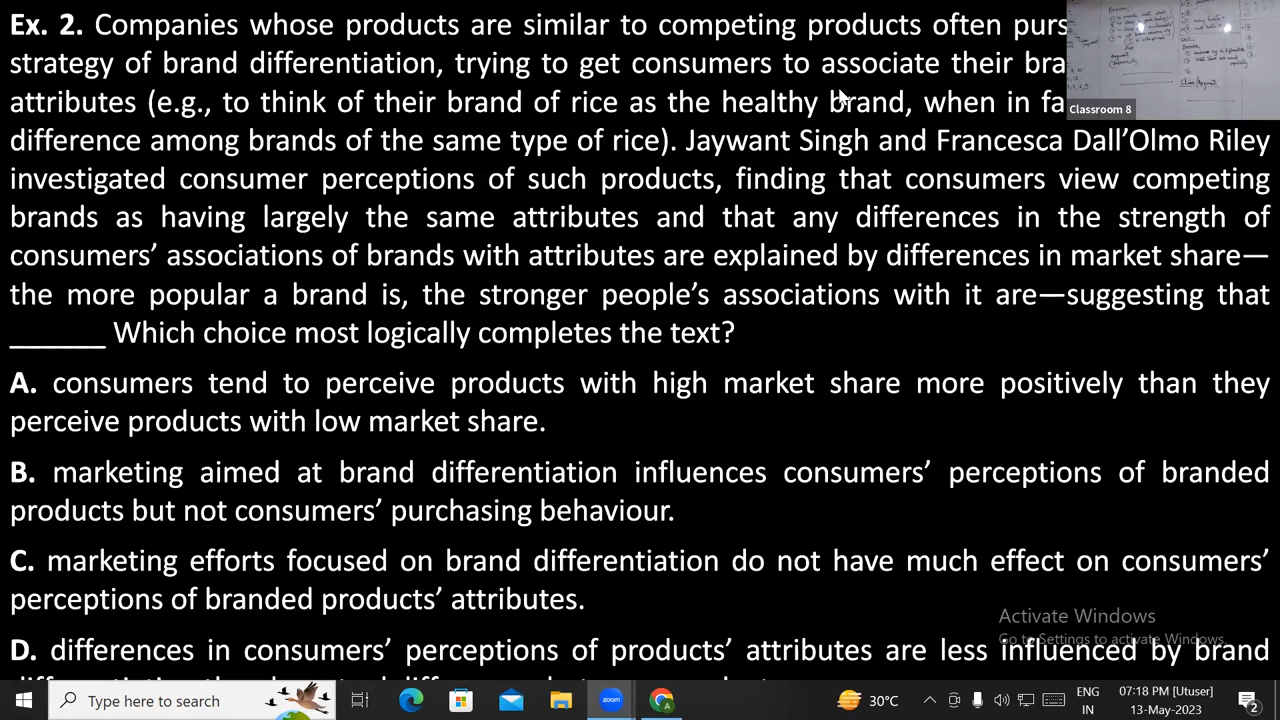 Ex. 2. Companies whose products are similar to competing products often purs
strategy of brand differentiation, trying to get consumers to associate their bra
attributes (e.g., to think of their brand of rice as the healthy brand, when in fa
difference among brands of the same type of rice). Jaywant Singh and Francesca Dall’Olmo Riley
investigated consumer perceptions of such products, finding that consumers view competing
brands as having largely the same attributes and that any differences in the strength of
consumers’ associations of brands with attributes are explained by differences in market share—
the more popular a brand is, the stronger people’s associations with it are—suggesting that
______ Which choice most logically completes the text?
A. consumers tend to perceive products with high market share more positively than they
perceive products with low market share.
B. marketing aimed at brand differentiation influences consumers’ perceptions of branded
products but not consumers’ purchasing behaviour.
C. marketing efforts focused on brand differentiation do not have much effect on consumers’
perceptions of branded products’ attributes.
D. differences in consumers’ perceptions of products’ attributes are less influenced by brand
Classroom 8
Activate Windows
Go to Settings to activate Windows.
Type here to search
zoom
30°C
ENG
IN
07:18 PM [Utuser]
13-May-2023
2